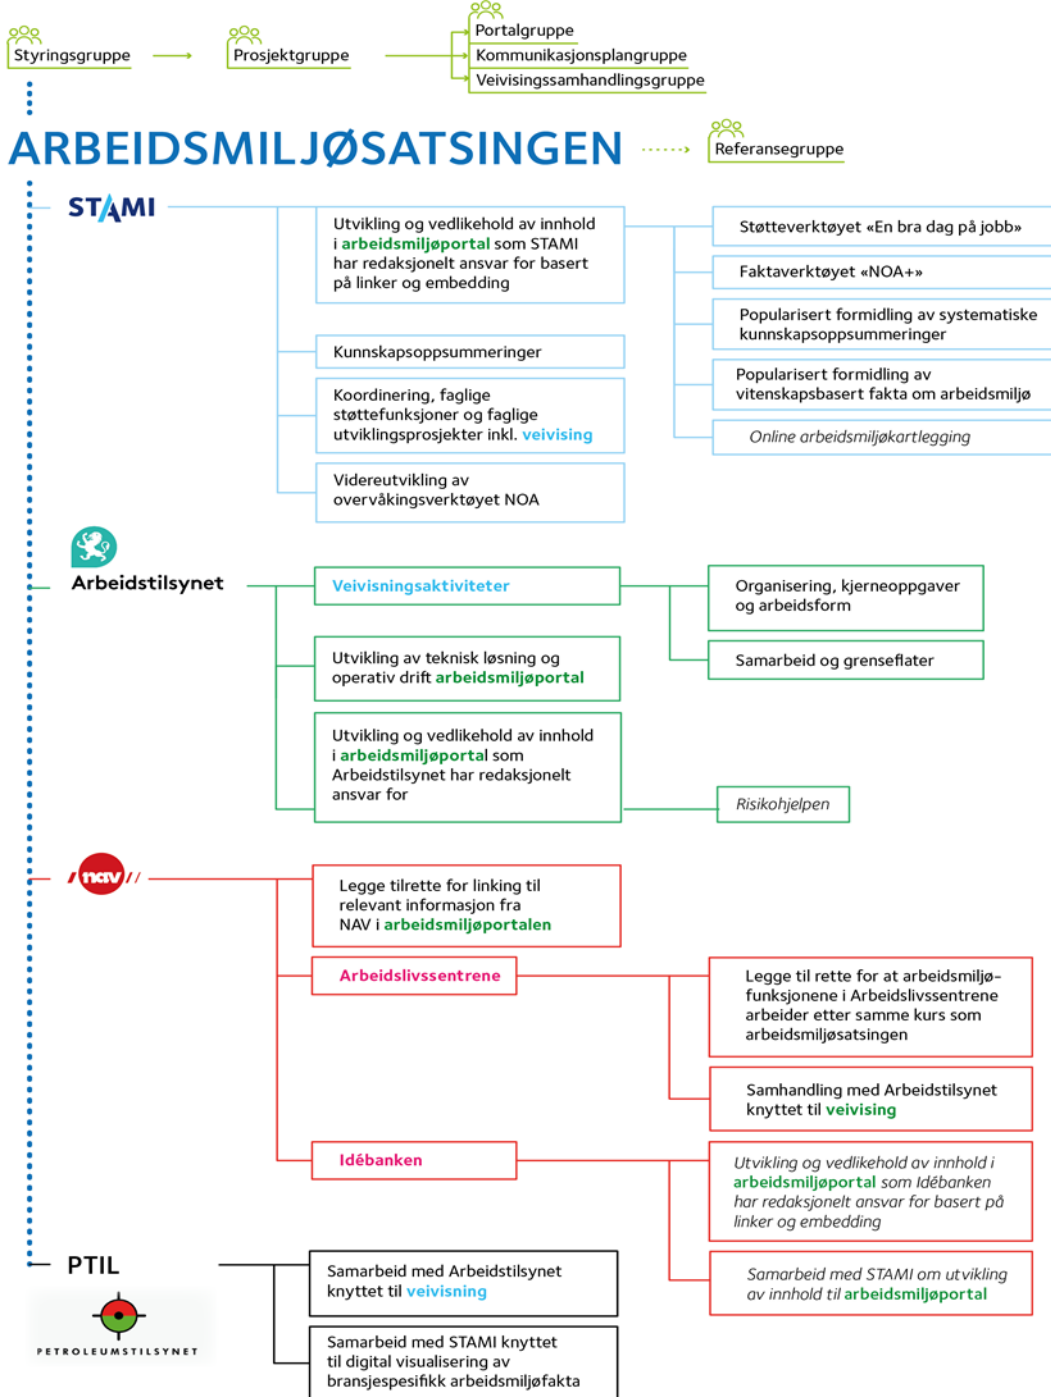 Styringsgruppe
Prosjektgruppe
Portalgruppe
Kommunikasjonsplangruppe
Veivisingssamhandlingsgruppe
ARBEIDSMILJØSATSINGEN
Referansegruppe
STAMI
Utvikling og vedlikehold av innhold
i arbeidsmiljøportal som STAMI
har redaksjonelt ansvar for basert
på linker og embedding
Støtteverktøyet «En bra dag på jobb»
Faktaverktøyet «NOA+»
Popularisert formidling av systematiske
kunnskapsoppsummeringer
Popularisert formidling av
vitenskapsbasert fakta om arbeidsmiljø
Online arbeidsmiljøkartlegging
Kunnskapsoppsummeringer
Koordinering, faglige
støttefunksjoner og faglige
utviklingsprosjekter inkl. veivising
Videreutvikling av
overvåkingsverktøyet NOA
Arbeidstilsynet
Veivisningsaktiviteter
Organisering, kjerneoppgaver
og arbeidsform
Samarbeid og grenseflater
Utvikling av teknisk løsning og
operativ drift arbeidsmiljøportal
Utvikling og vedlikehold av innhold
i arbeidsmiljøportal som
Arbeidstilsynet har redaksjonelt
ansvar for
Risikohjelpen
nav
Legge tilrette for linking til
relevant informasjon fra
NAV i arbeidsmiljøportalen
Arbeidslivssentrene
Legge til rette for at arbeidsmiljø-
funksjonene i Arbeidslivssentrene
arbeider etter samme kurs som
arbeidsmiljøsatsingen
Samhandling med Arbeidstilsynet
knyttet til veivising
Idébanken
Utvikling og vedlikehold av innhold i
arbeidsmiljøportal som Idébanken
har redaksjonelt ansvar for basert på
linker og embedding
Samarbeid med STAMI om utvikling
av innhold til arbeidsmiljøportal
PTIL
PETROLEUMSTILSYNET
Samarbeid med Arbeidstilsynet
knyttet til veivisning
Samarbeid med STAMI knyttet
til digital visualisering av
bransjespesifikk arbeidsmiljøfakta